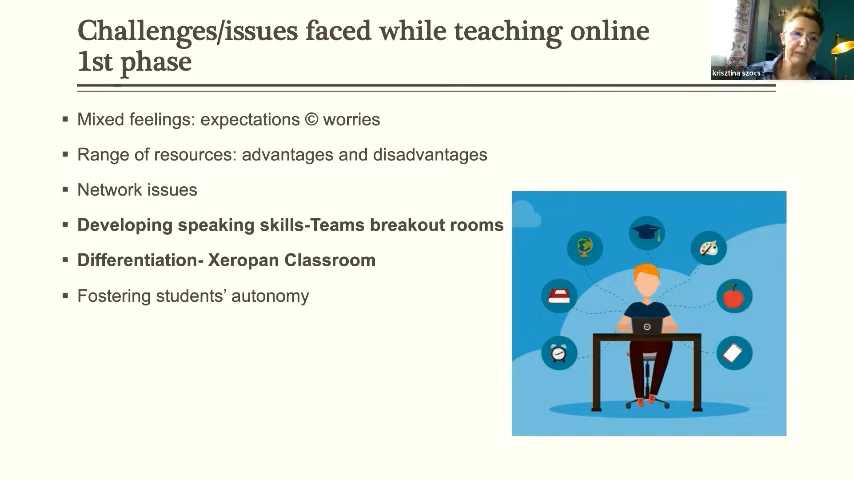 Challenges/issues faced while teaching online
1st phase
krisztina szocs
▪ Mixed feelings: expectations © worries
▪ Range of resources: advantages and disadvantages
▪ Network issues
▪ Developing speaking skills-Teams breakout rooms
▪ Differentiation- Xeropan Classroom
▪ Fostering students’ autonomy